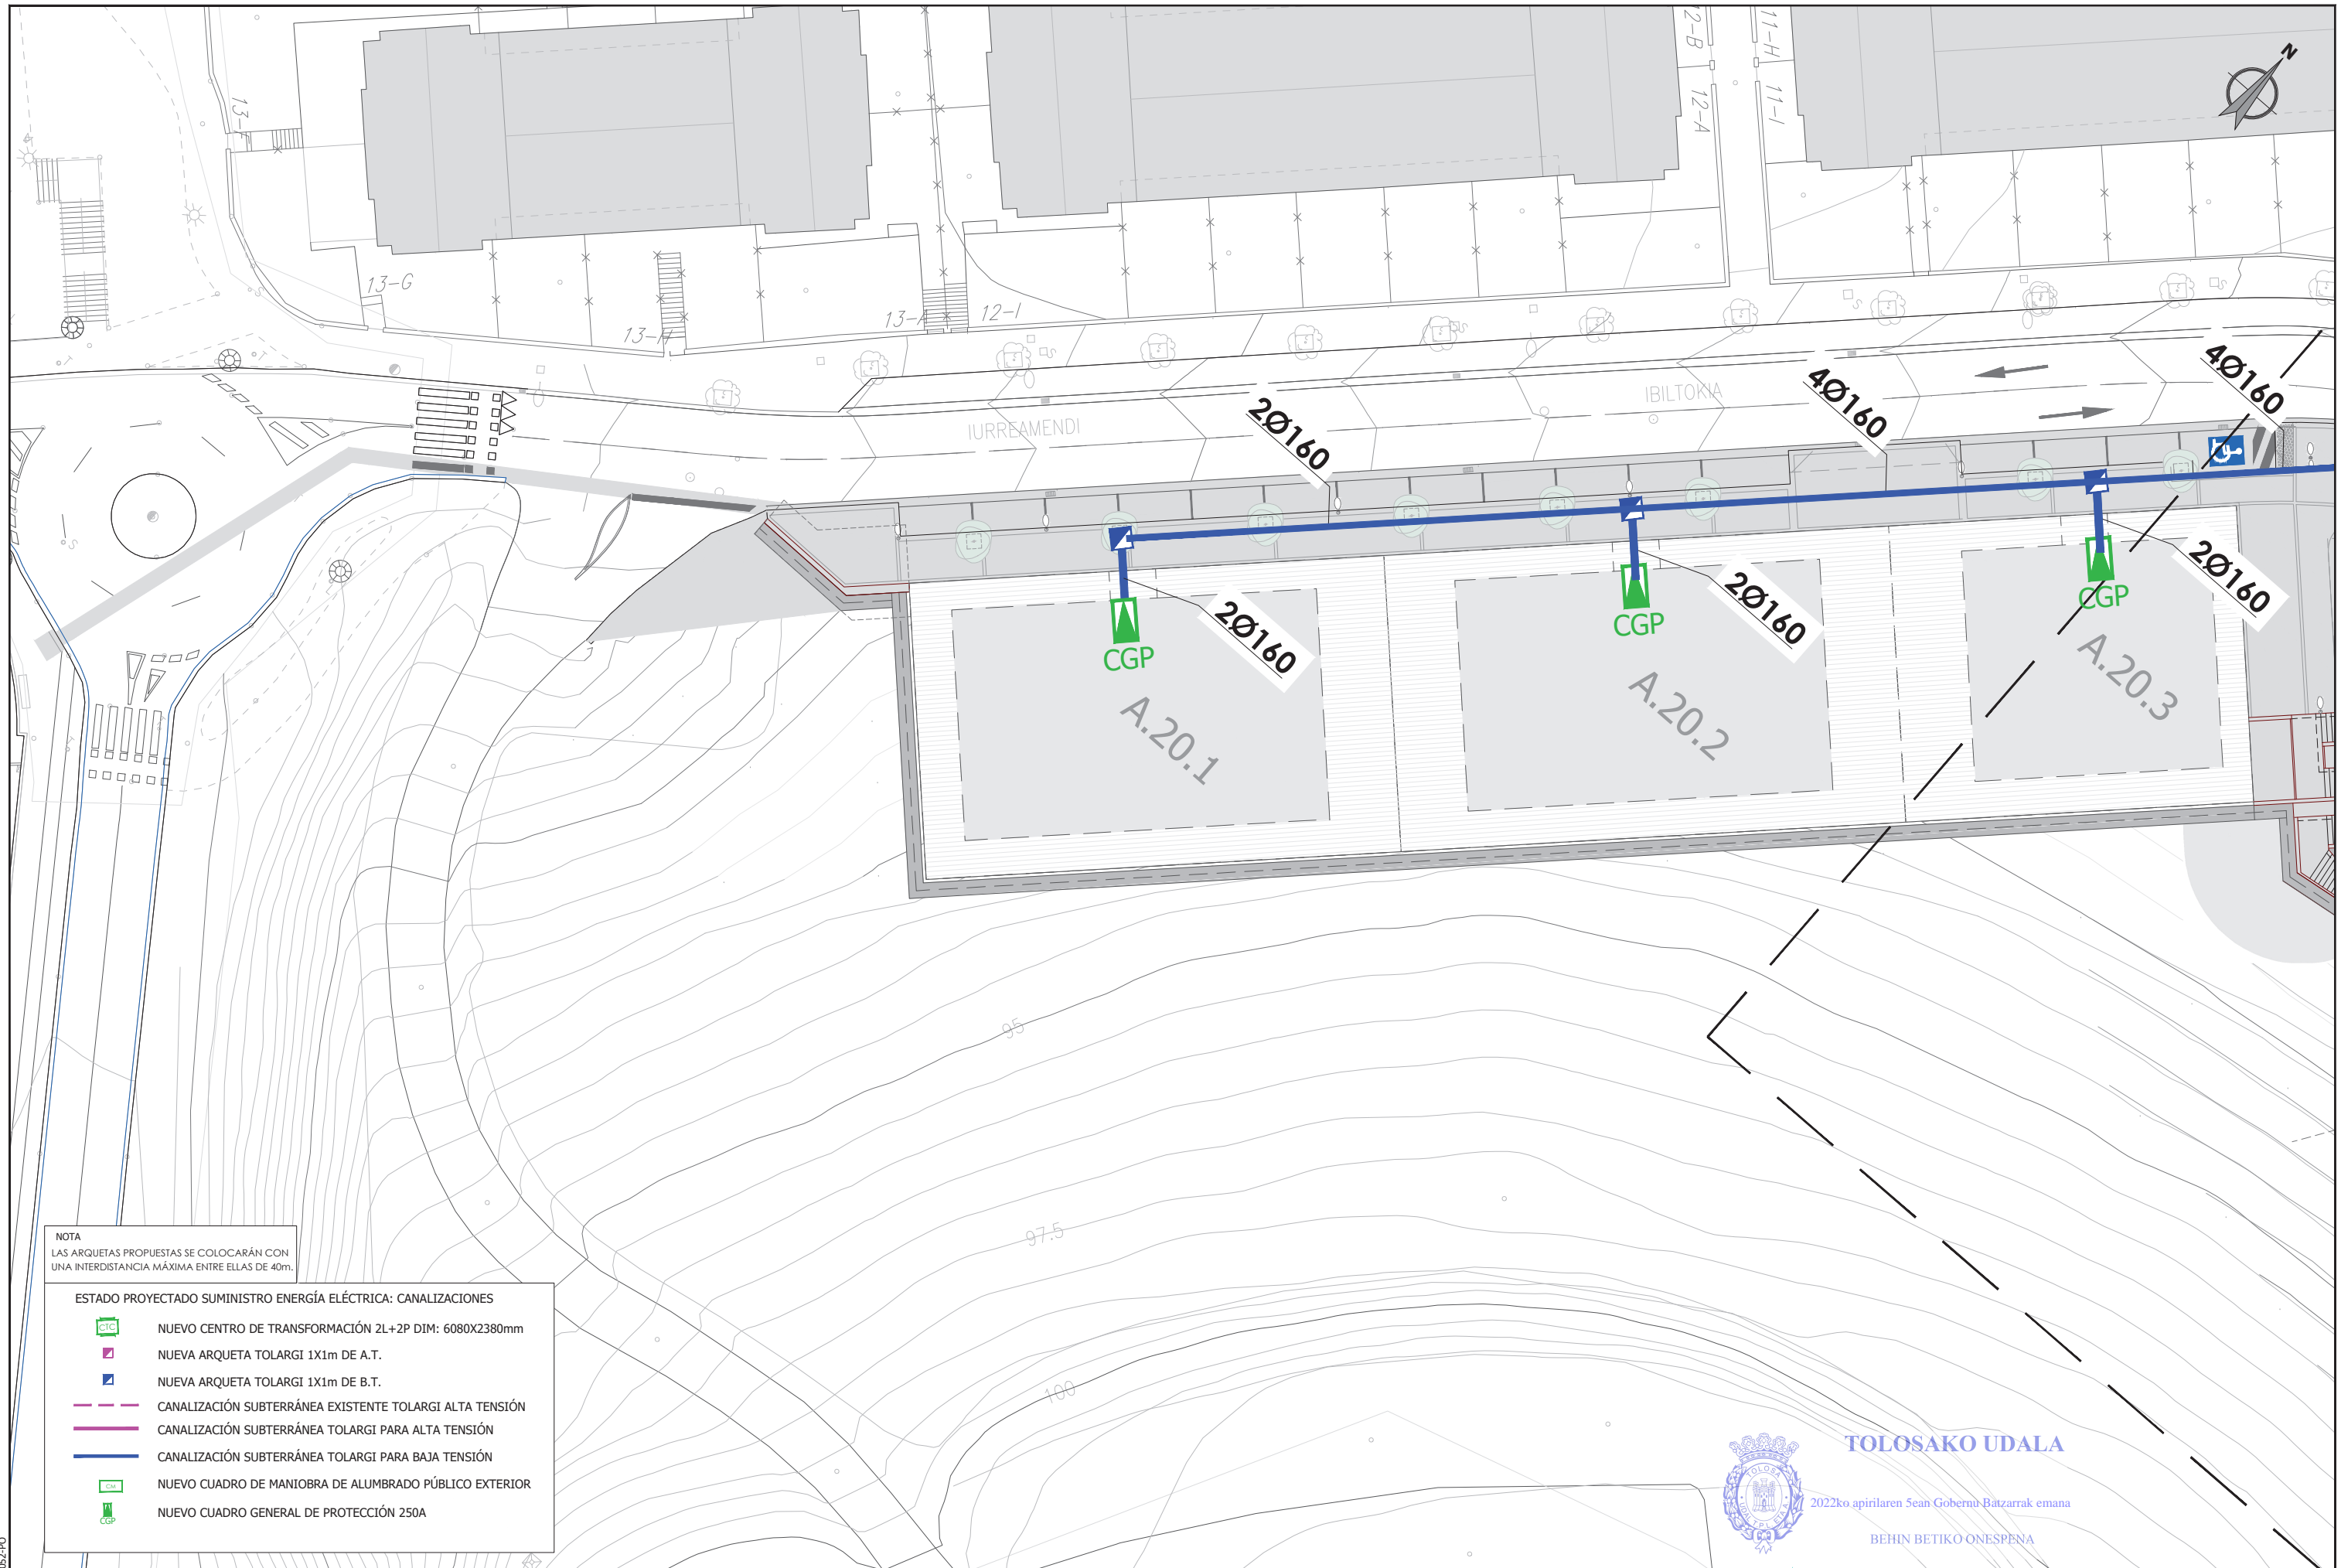 12-B
11-H
12-A
11-I
N
13-G
13-H
13-A
12-I
IURREAMENDI
IBILTOKIA
2Ø160
4Ø160
4Ø160
CGP
2Ø160
CGP
2Ø160
CGP
2Ø160
A.20.1
A.20.2
A.20.3
95
97.5
100
NOTA
LAS ARQUETAS PROPUESTAS SE COLOCARÁN CON
UNA INTERDISTANCIA MÁXIMA ENTRE ELLAS DE 40m.
ESTADO PROYECTADO SUMINISTRO ENERGÍA ELÉCTRICA: CANALIZACIONES
CTC NUEVO CENTRO DE TRANSFORMACIÓN 2L+2P DIM: 6080X2380mm
NUEVA ARQUETA TOLARGI 1X1m DE A.T.
NUEVA ARQUETA TOLARGI 1X1m DE B.T.
CANALIZACIÓN SUBTERRÁNEA EXISTENTE TOLARGI ALTA TENSIÓN
CANALIZACIÓN SUBTERRÁNEA TOLARGI PARA ALTA TENSIÓN
CANALIZACIÓN SUBTERRÁNEA TOLARGI PARA BAJA TENSIÓN
CM NUEVO CUADRO DE MANIOBRA DE ALUMBRADO PÚBLICO EXTERIOR
CGP NUEVO CUADRO GENERAL DE PROTECCIÓN 250A
TOLOSAKO UDALA
2022ko apirilaren 5ean Gobernu Batzarrak emana
BEHIN BETIKO ONESPENA